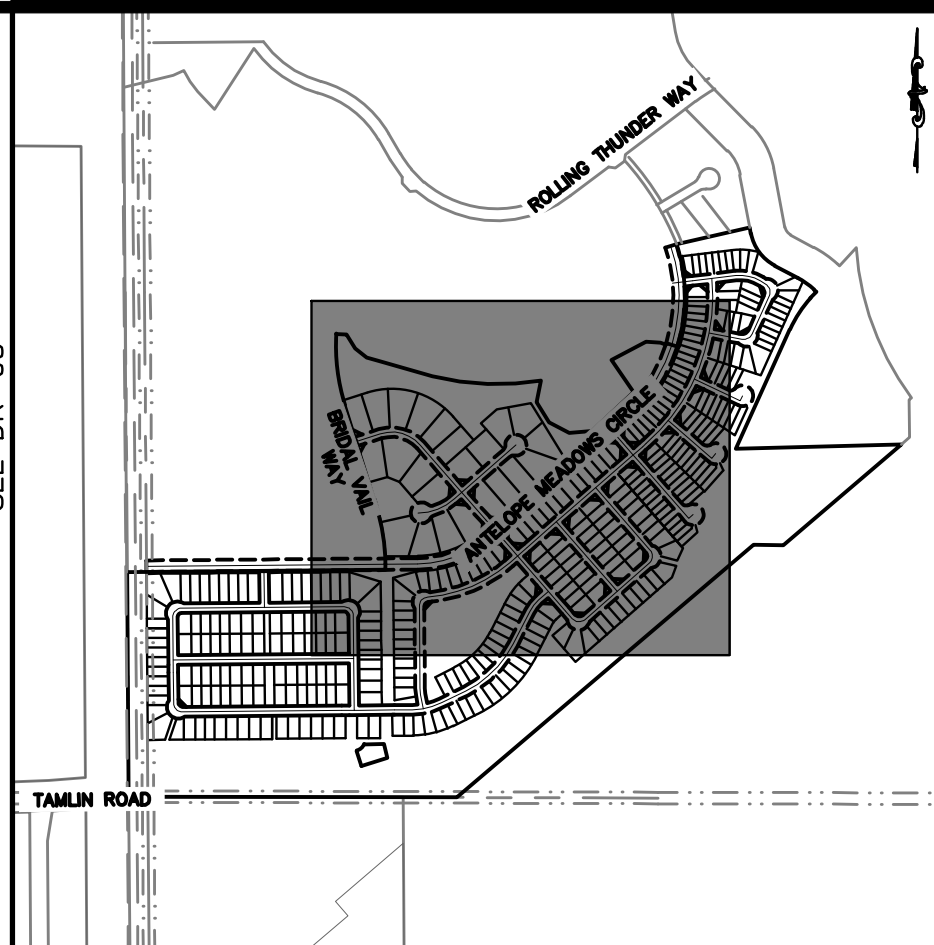 ROLLING THUNDER WAY
BRIDAL VAIL
WAY
ANTELOPE MEADOWS CIRCLE
TAMLIN ROAD